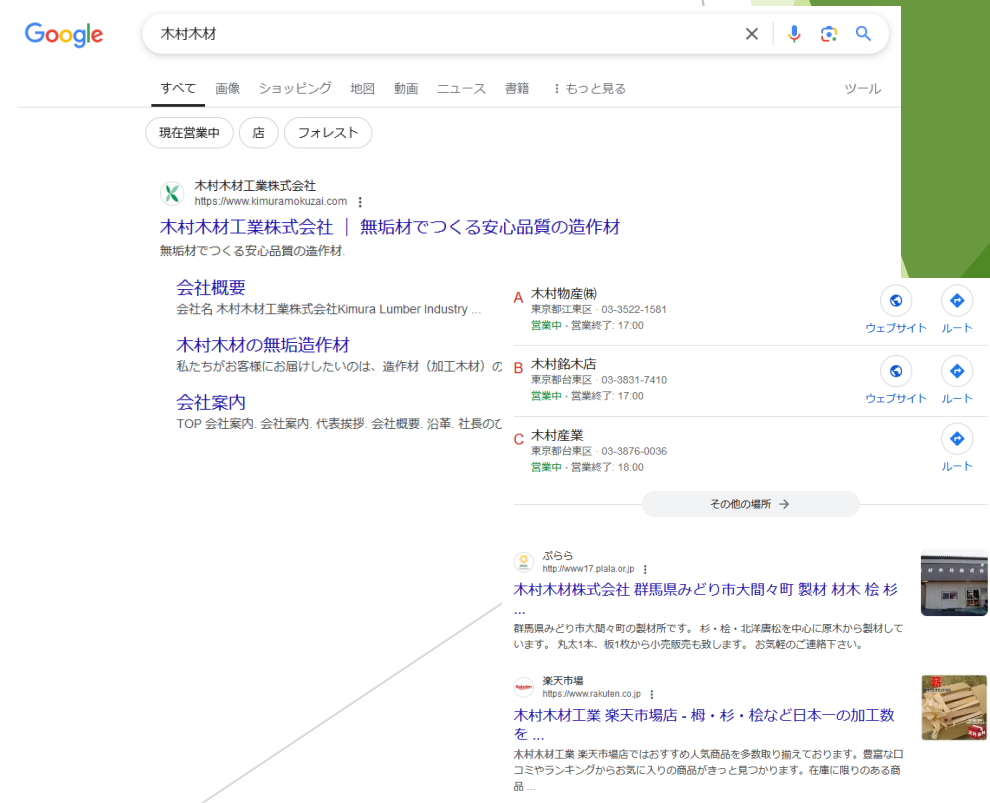 Google
木村木材
すべて 画像 ショッピング 地図 動画 ニュース 書籍 もっと見る ツール
現在営業中 店 フォレスト
木村木材工業株式会社
https://www.kimuramokuzai.com
木村木材工業株式会社 ｜ 無垢材でつくる安心品質の造作材
無垢材でつくる安心品質の造作材.
会社概要
会社名 木村木材工業株式会社Kimura Lumber Industry ...
木村木材の無垢造作材
私たちがお客様にお届けしたいのは、造作材（加工木材）の
会社案内
TOP 会社案内. 会社案内. 代表挨拶. 会社概要. 沿革. 社長のひ
A 木村物産㈱
東京都江東区 · 03-3522-1581
営業中 · 営業終了: 17:00
ウェブサイト ルート
B 木村銘木店
東京都台東区 · 03-3831-7410
営業中 · 営業終了: 17:00
ウェブサイト ルート
C 木村産業
東京都台東区 · 03-3876-0036
営業中 · 営業終了: 18:00
ルート
その他の場所 →
ぷらら
http://www17.plala.or.jp
木村木材株式会社 群馬県みどり市大間々町 製材 材木 桧 杉
...
群馬県みどり市大間々町の製材所です。 杉・桧・北洋唐松を中心に原木から製材して
います。 丸太1本、板1枚から小売販売も致します。 お気軽のご連絡下さい。
楽天市場
https://www.rakuten.co.jp
木村木材工業 楽天市場店 - 栂・杉・桧など日本一の加工数
を ...
木村木材工業 楽天市場店ではおすすめ人気商品を多数取り揃えております。豊富な口
コミやランキングからお気に入りの商品がきっと見つかります。在庫に限りのある商
品 ...